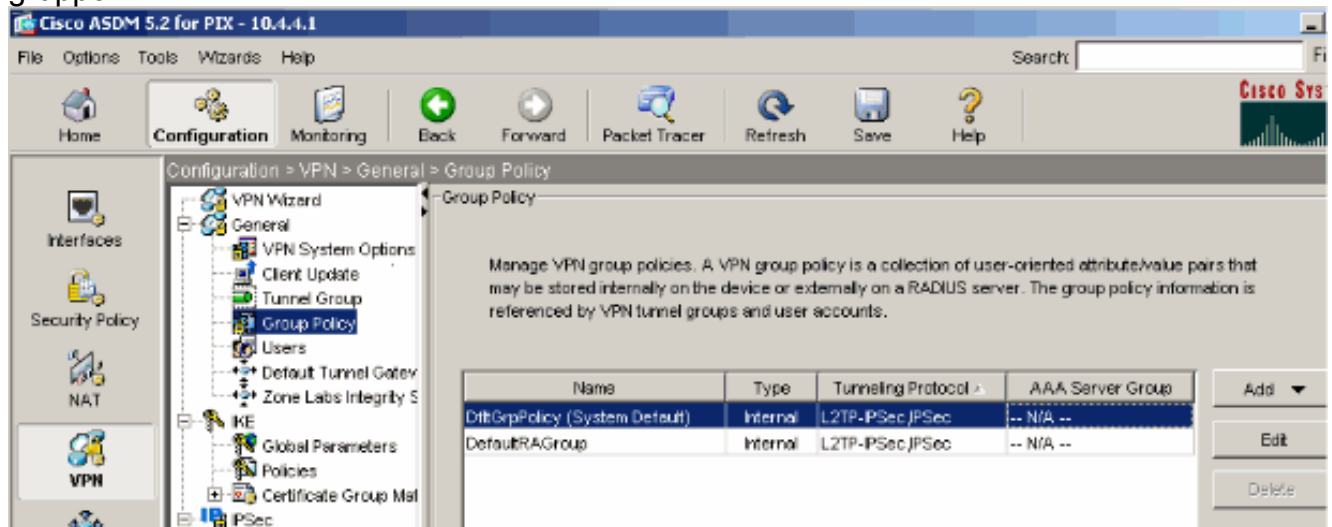 Cisco ASDM 5.2 for PIX - 10.4.4.1
File Options Tools Wizards Help Search: Fi
Home Configuration Monitoring Back Forward Packet Tracer Refresh Save Help
CISCO SYS
Configuration > VPN > General > Group Policy
Interfaces
Security Policy
NAT
VPN
VPN Wizard
General
VPN System Options
Client Update
Tunnel Group
Group Policy
Users
Default Tunnel Gatew
Zone Labs Integrity S
IKE
Global Parameters
Policies
Certificate Group Mat
IPSec
Group Policy
Manage VPN group policies. A VPN group policy is a collection of user-oriented attribute/value pairs that
may be stored internally on the device or externally on a RADIUS server. The group policy information is
referenced by VPN tunnel groups and user accounts.
Name Type Tunneling Protocol AAA Server Group
DfltGrpPolicy (System Default) Internal L2TP-IPSec,IPSec -- N/A --
DefaultRAGroup Internal L2TP-IPSec,IPSec -- N/A --
Add
Edit
Delete